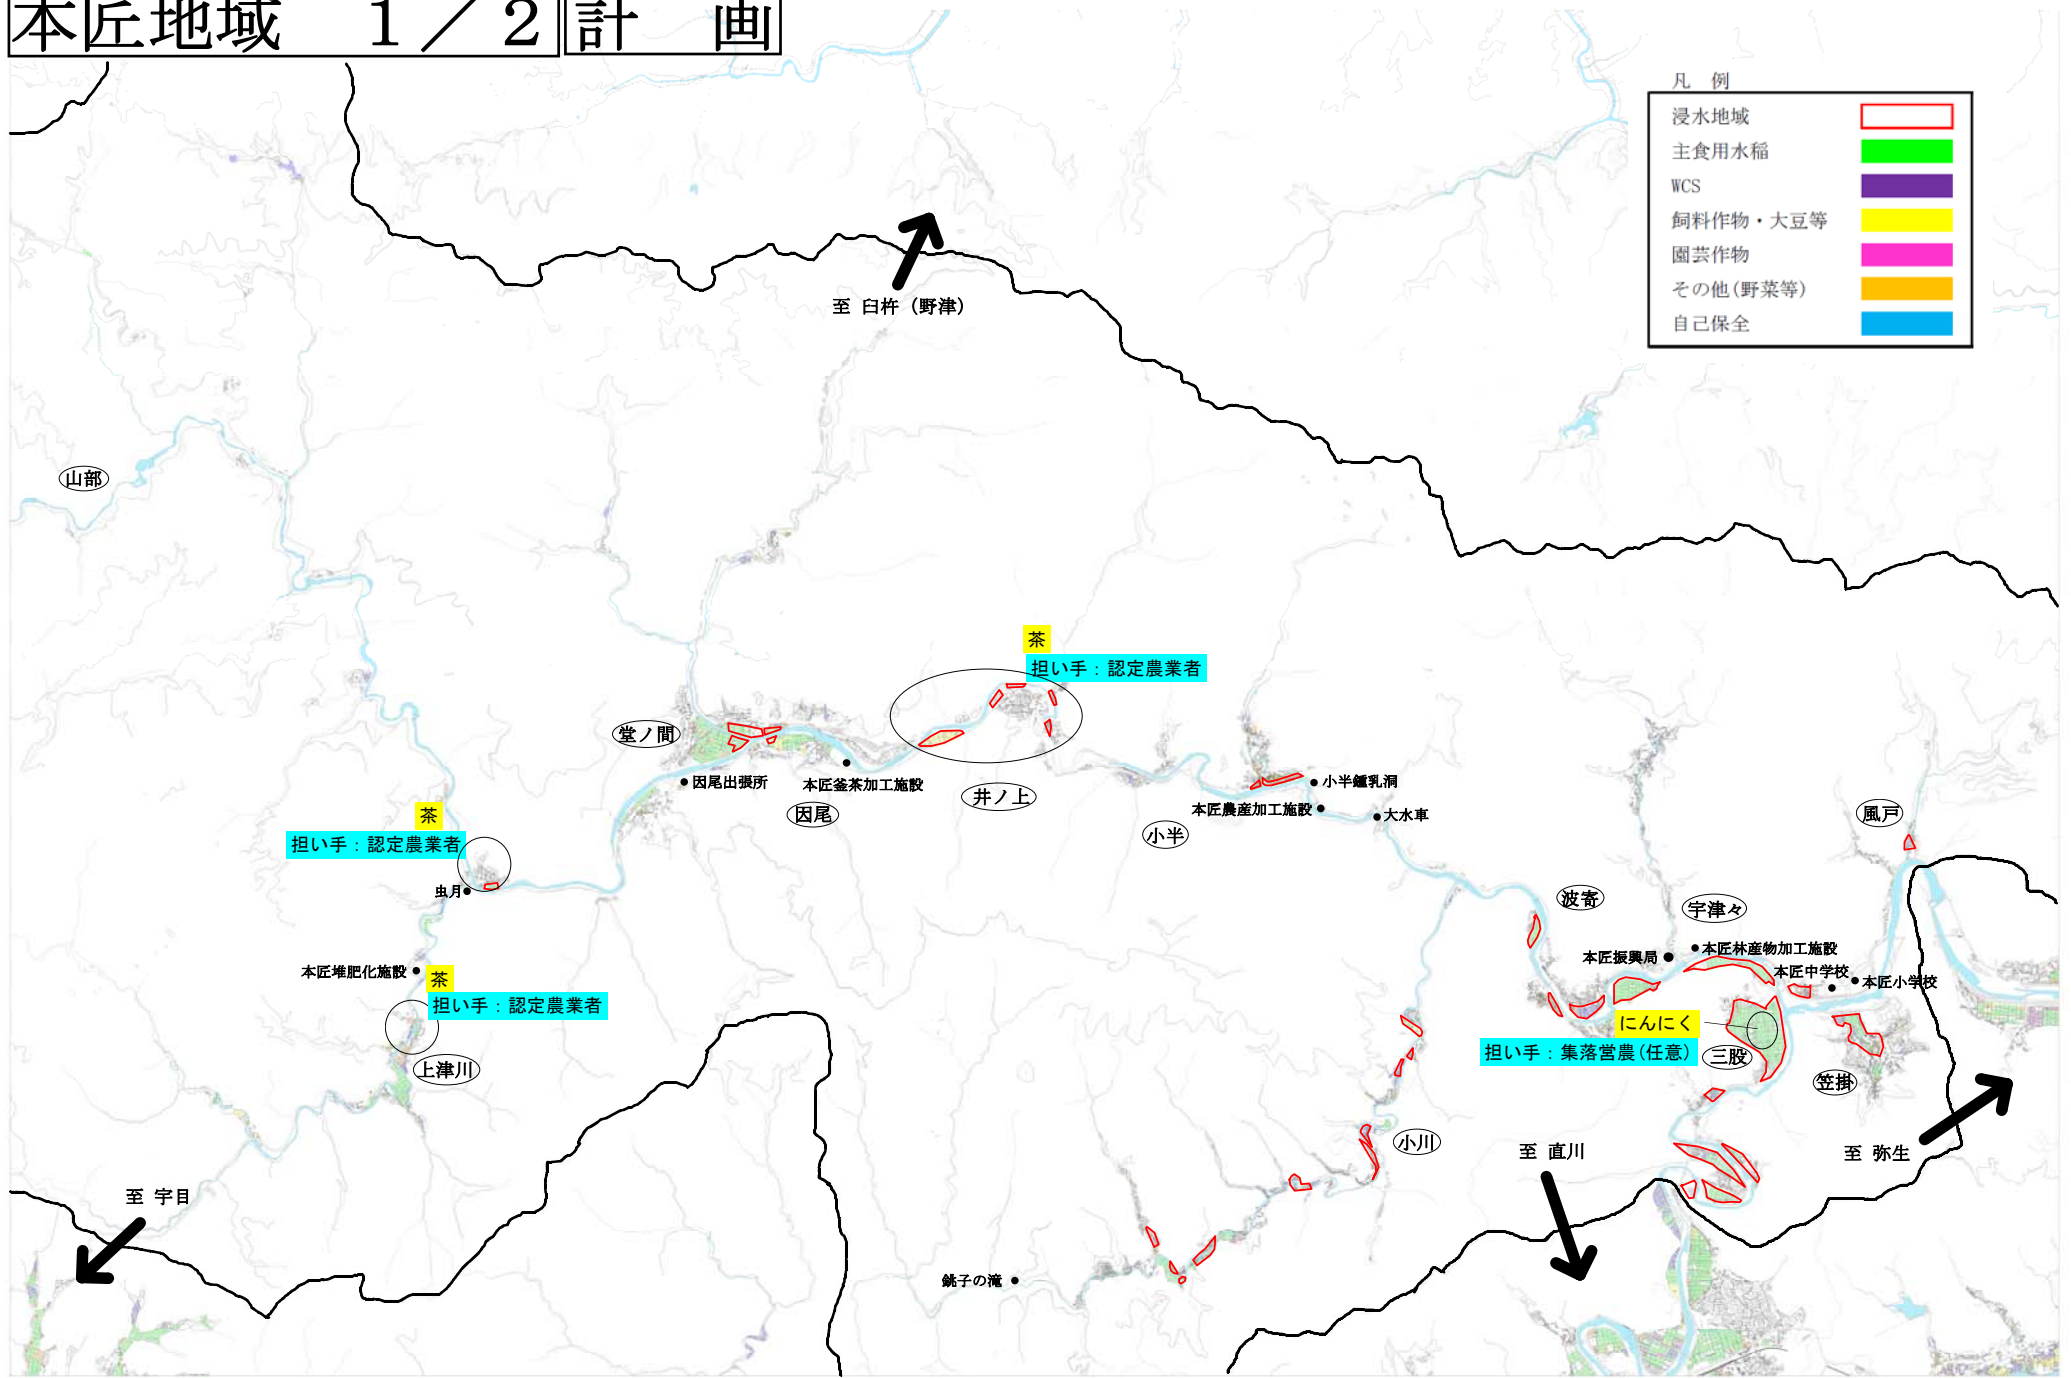 本匠地域　１／２
計　画
凡　例
浸水地域
主食用水稲
WCS
飼料作物・大豆等
園芸作物
その他(野菜等)
自己保全
至 臼杵（野津）
山部
茶
担い手：認定農業者
堂ノ間
因尾出張所
本匠釜茶加工施設
因尾
井ノ上
小半鍾乳洞
本匠農産加工施設
大水車
小半
風戸
茶
担い手：認定農業者
虫月
波寄
宇津々
本匠林産物加工施設
本匠振興局
本匠中学校
本匠小学校
本匠堆肥化施設
茶
担い手：認定農業者
上津川
にんにく
担い手：集落営農(任意)
三股
笠掛
小川
至 直川
至 弥生
至 宇目
銚子の滝